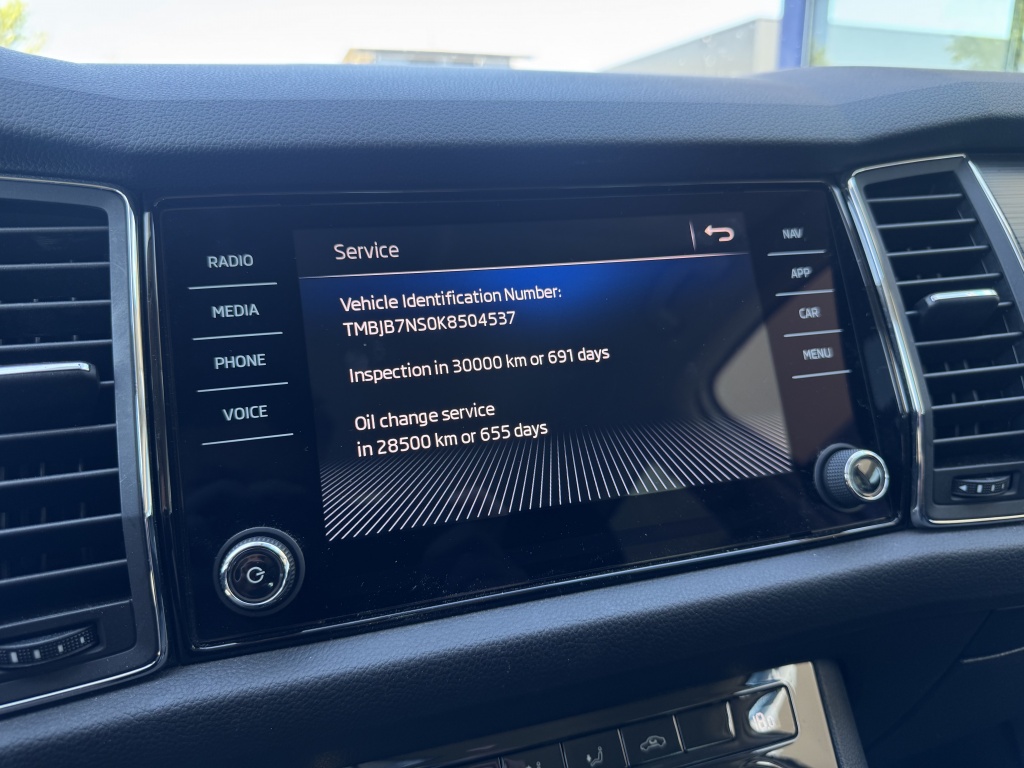 Service
RADIO
MEDIA
PHONE
VOICE
Vehicle Identification Number:
TMBJB7NS0K8504537
Inspection in 30000 km or 691 days
Oil change service
in 28500 km or 655 days
NAV
APP
CAR
MENU